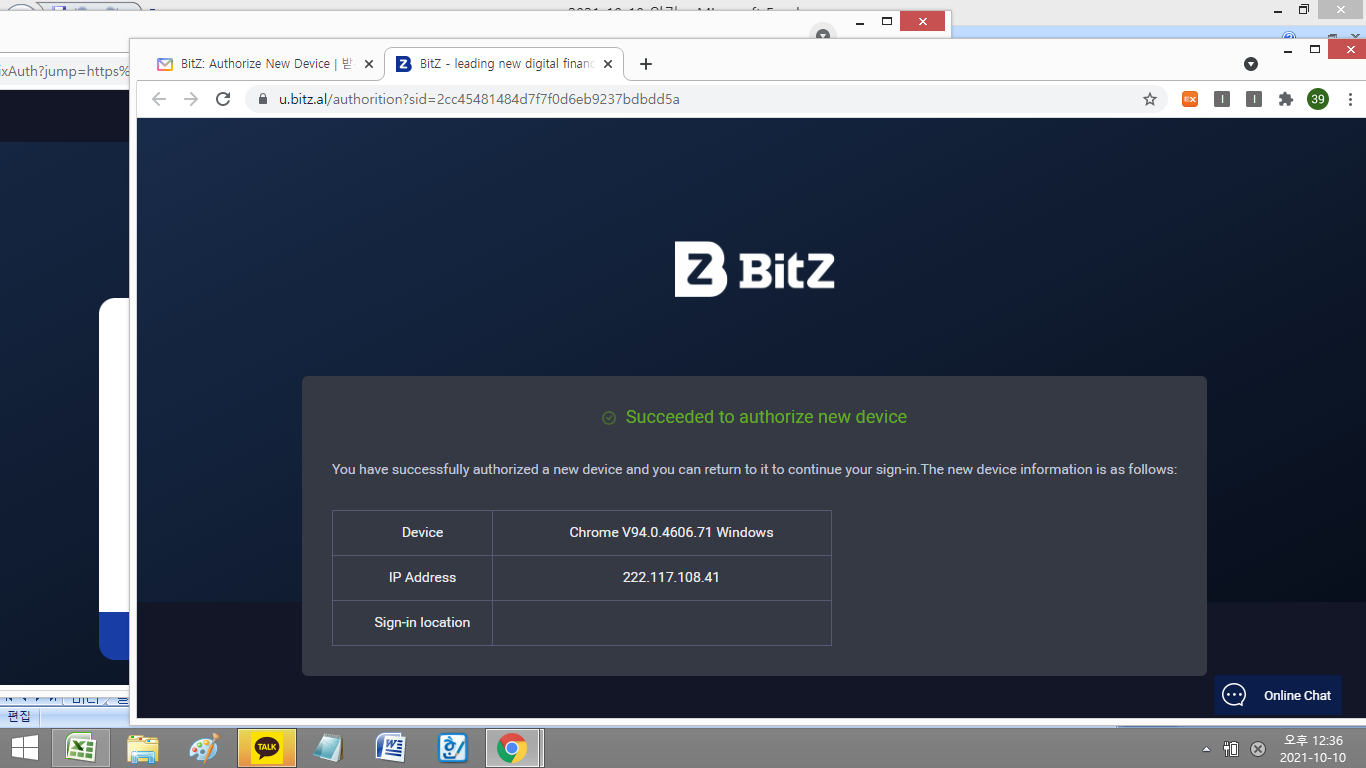 ixAuth?jump=https%
BitZ: Authorize New Device | 받
BitZ - leading new digital financ
u.bitz.al/authorition?sid=2cc45481484d7f7f0d6eb9237bdbdd5a
39
BitZ
Succeeded to authorize new device
You have successfully authorized a new device and you can return to it to continue your sign-in.The new device information is as follows:
Device
Chrome V94.0.4606.71 Windows
IP Address
222.117.108.41
Sign-in location
Online Chat
편집
TALK
오후 12:36
2021-10-10